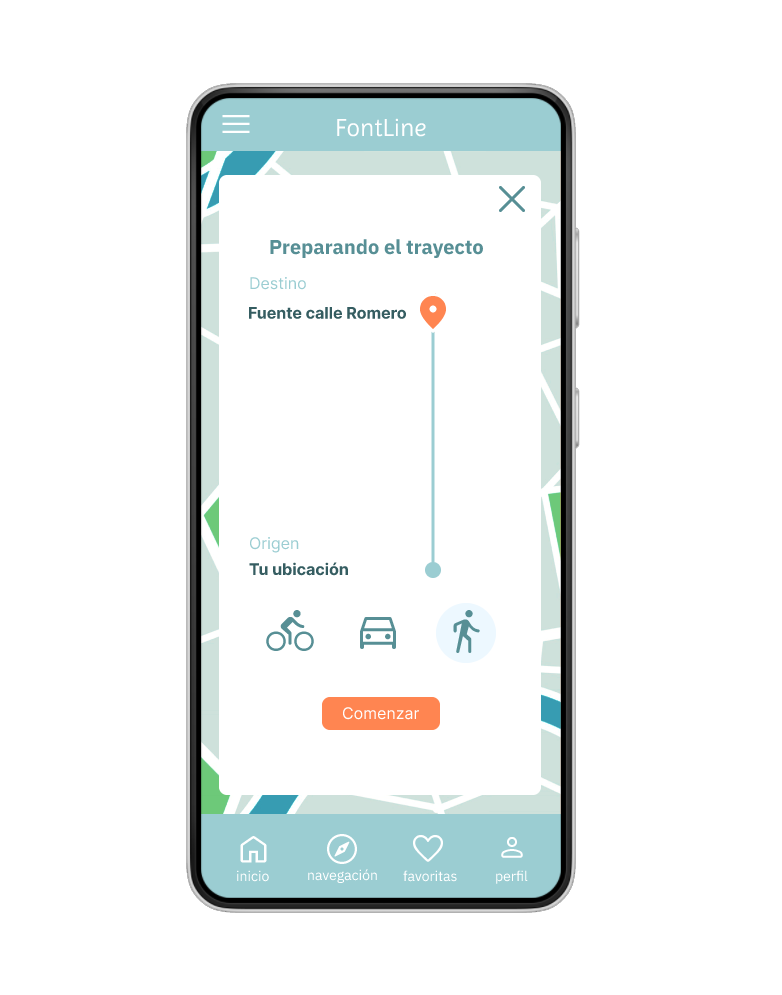 FontLine
Preparando el trayecto
Destino
Fuente calle Romero
Origen
Tu ubicación
Comenzar
inicio
navegación
favoritas
perfil